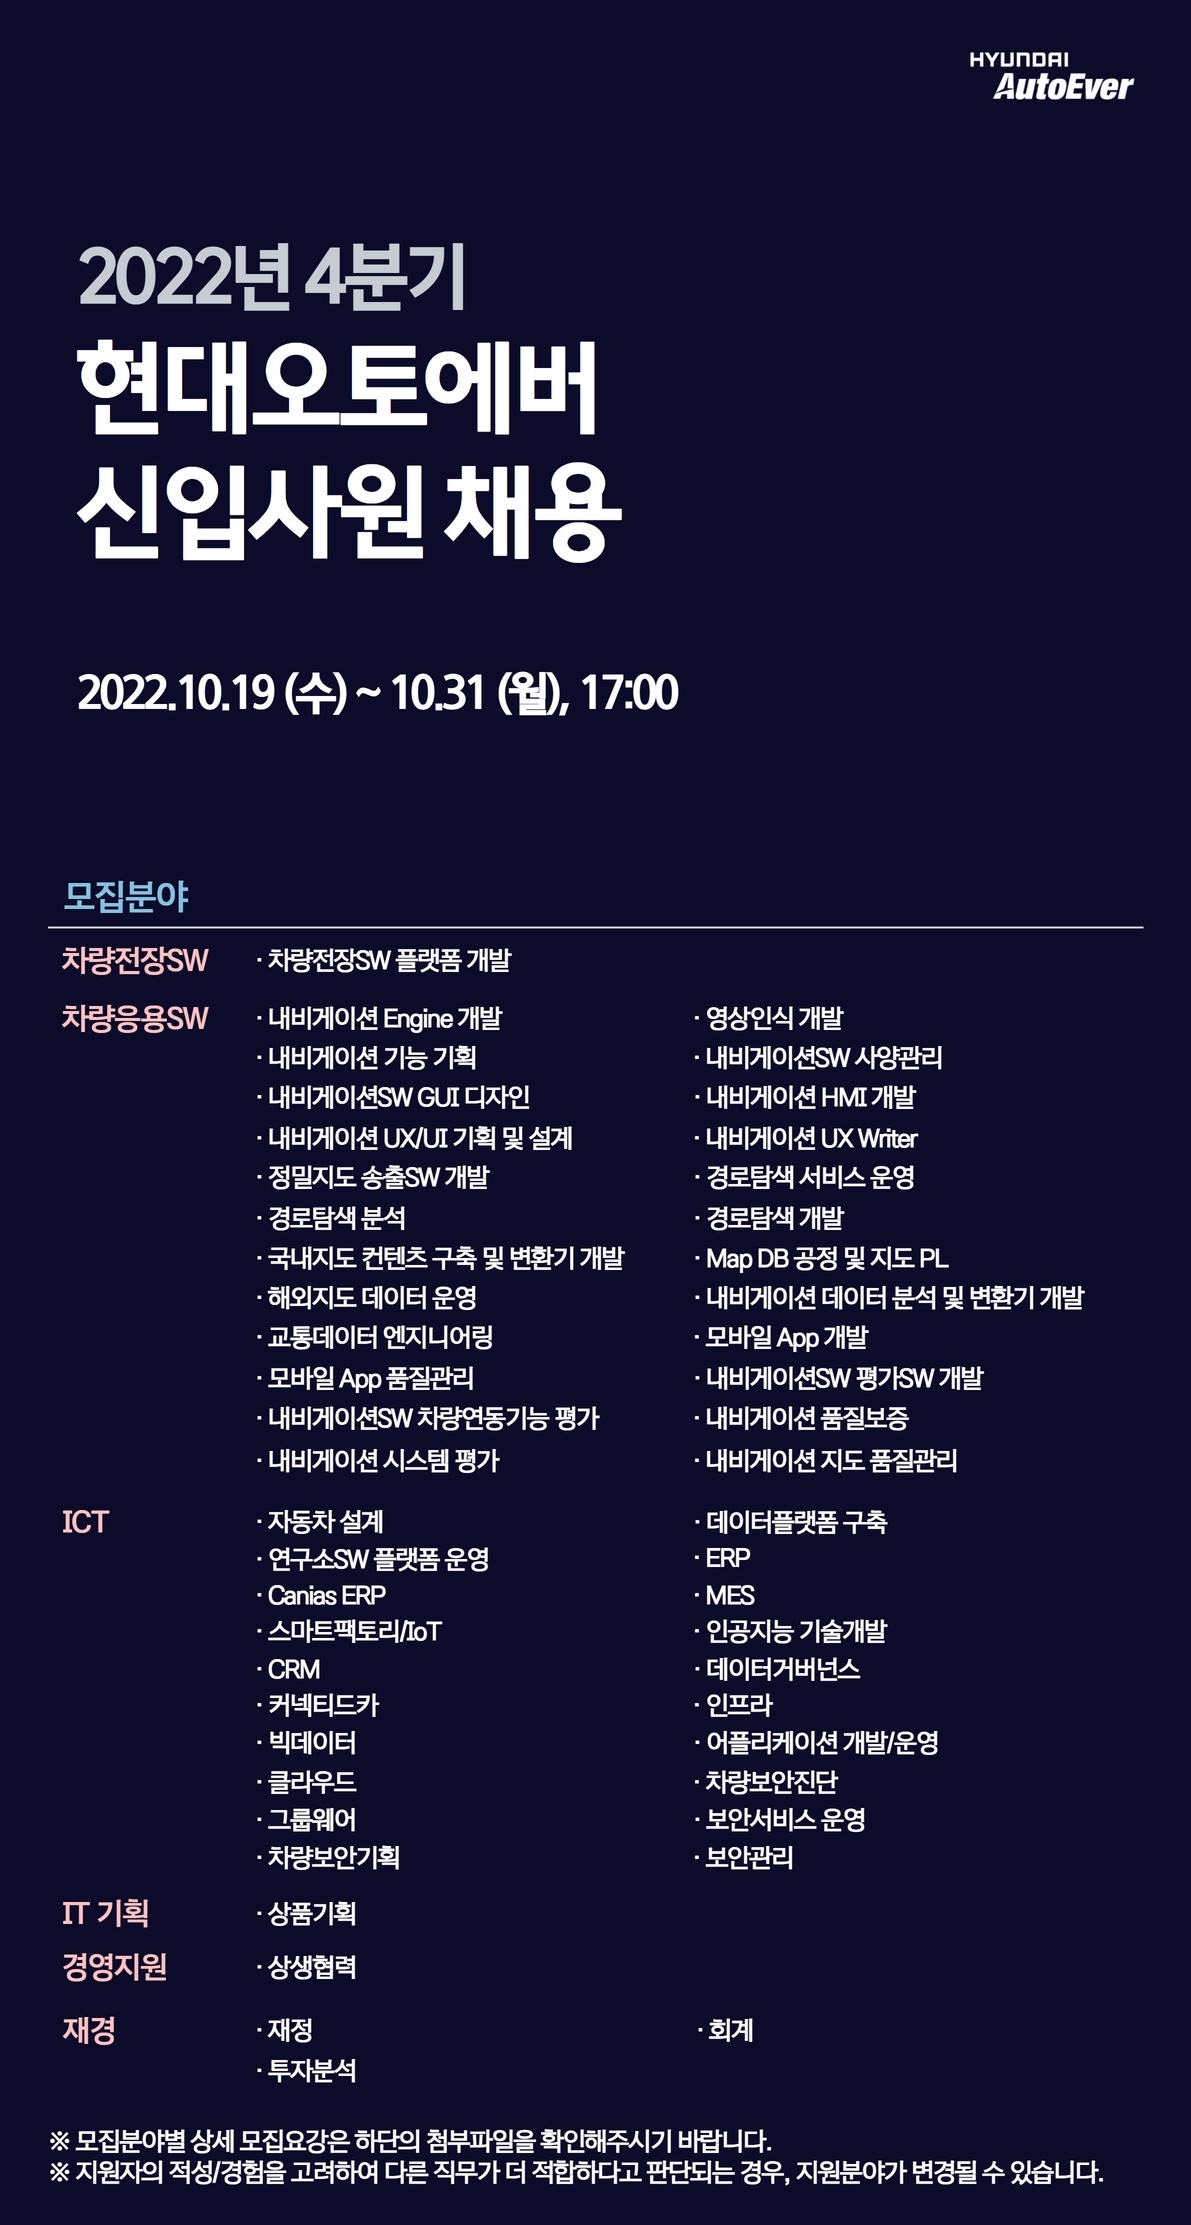 HYUNDAI
AutoEver
2022년 4분기
현대오토에버
신입사원 채용
2022.10.19 (수) ~ 10.31 (월), 17:00
모집분야
차량전장SW · 차량전장SW 플랫폼 개발
차량응용SW · 내비게이션 Engine 개발 · 영상인식 개발
· 내비게이션 기능 기획 · 내비게이션SW 사양관리
· 내비게이션SW GUI 디자인 · 내비게이션 HMI 개발
· 내비게이션 UX/UI 기획 및 설계 · 내비게이션 UX Writer
· 정밀지도 송출SW 개발 · 경로탐색 서비스 운영
· 경로탐색 분석 · 경로탐색 개발
· 국내지도 컨텐츠 구축 및 변환기 개발 · Map DB 공정 및 지도 PL
· 해외지도 데이터 운영 · 내비게이션 데이터 분석 및 변환기 개발
· 교통데이터 엔지니어링 · 모바일 App 개발
· 모바일 App 품질관리 · 내비게이션SW 평가SW 개발
· 내비게이션SW 차량연동기능 평가 · 내비게이션 품질보증
· 내비게이션 시스템 평가 · 내비게이션 지도 품질관리
ICT · 자동차 설계 · 데이터플랫폼 구축
· 연구소SW 플랫폼 운영 · ERP
· Canias ERP · MES
· 스마트팩토리/IoT · 인공지능 기술개발
· CRM · 데이터거버넌스
· 커넥티드카 · 인프라
· 빅데이터 · 어플리케이션 개발/운영
· 클라우드 · 차량보안진단
· 그룹웨어 · 보안서비스 운영
· 차량보안기획 · 보안관리
IT 기획 · 상품기획
경영지원 · 상생협력
재경 · 재정 · 회계
· 투자분석
※ 모집분야별 상세 모집요강은 하단의 첨부파일을 확인해주시기 바랍니다.
※ 지원자의 적성/경험을 고려하여 다른 직무가 더 적합하다고 판단되는 경우, 지원분야가 변경될 수 있습니다.